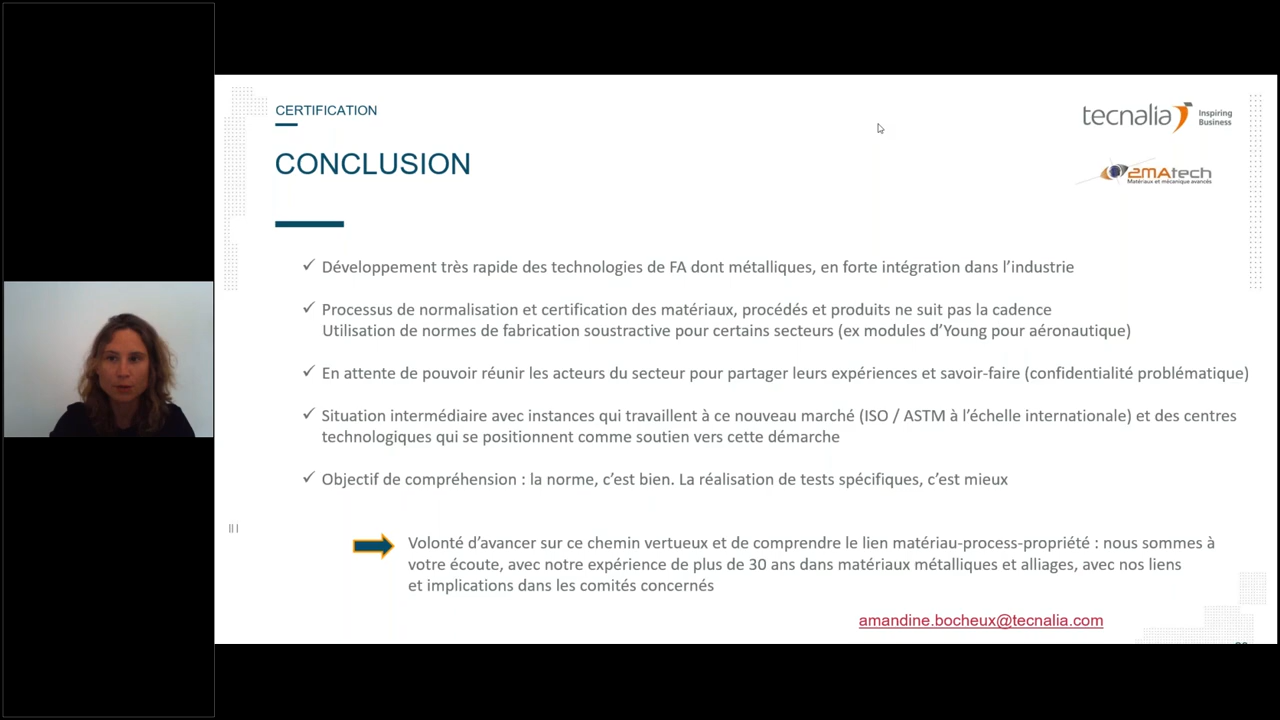 CERTIFICATION
tecnalia Inspiring Business
CONCLUSION
2MAtech
Matériaux et mécanique avancés
✓ Développement très rapide des technologies de FA dont métalliques, en forte intégration dans l’industrie
✓ Processus de normalisation et certification des matériaux, procédés et produits ne suit pas la cadence
Utilisation de normes de fabrication soustractive pour certains secteurs (ex modules d’Young pour aéronautique)
✓ En attente de pouvoir réunir les acteurs du secteur pour partager leurs expériences et savoir-faire (confidentialité problématique)
✓ Situation intermédiaire avec instances qui travaillent à ce nouveau marché (ISO / ASTM à l’échelle internationale) et des centres
technologiques qui se positionnent comme soutien vers cette démarche
✓ Objectif de compréhension : la norme, c’est bien. La réalisation de tests spécifiques, c’est mieux
Volonté d’avancer sur ce chemin vertueux et de comprendre le lien matériau-process-propriété : nous sommes à
votre écoute, avec notre expérience de plus de 30 ans dans matériaux métalliques et alliages, avec nos liens
et implications dans les comités concernés
amandine.bocheux@tecnalia.com